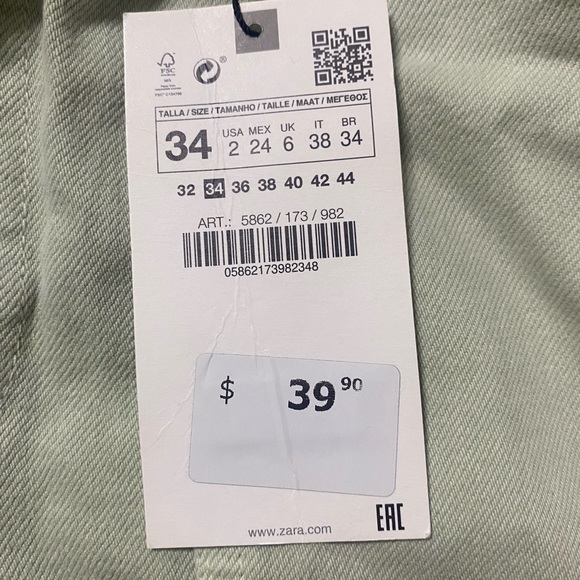 FSC
TALLA / SIZE / TAMANHO / TAILLE / MAAT / ΜΕΓΕΘΟΣ
34 USA MEX UK IT BR
2 24 6 38 34
32 34 36 38 40 42 44
ART.: 5862 / 173 / 982
05862173982348
$ 39 90
www.zara.com
EAC